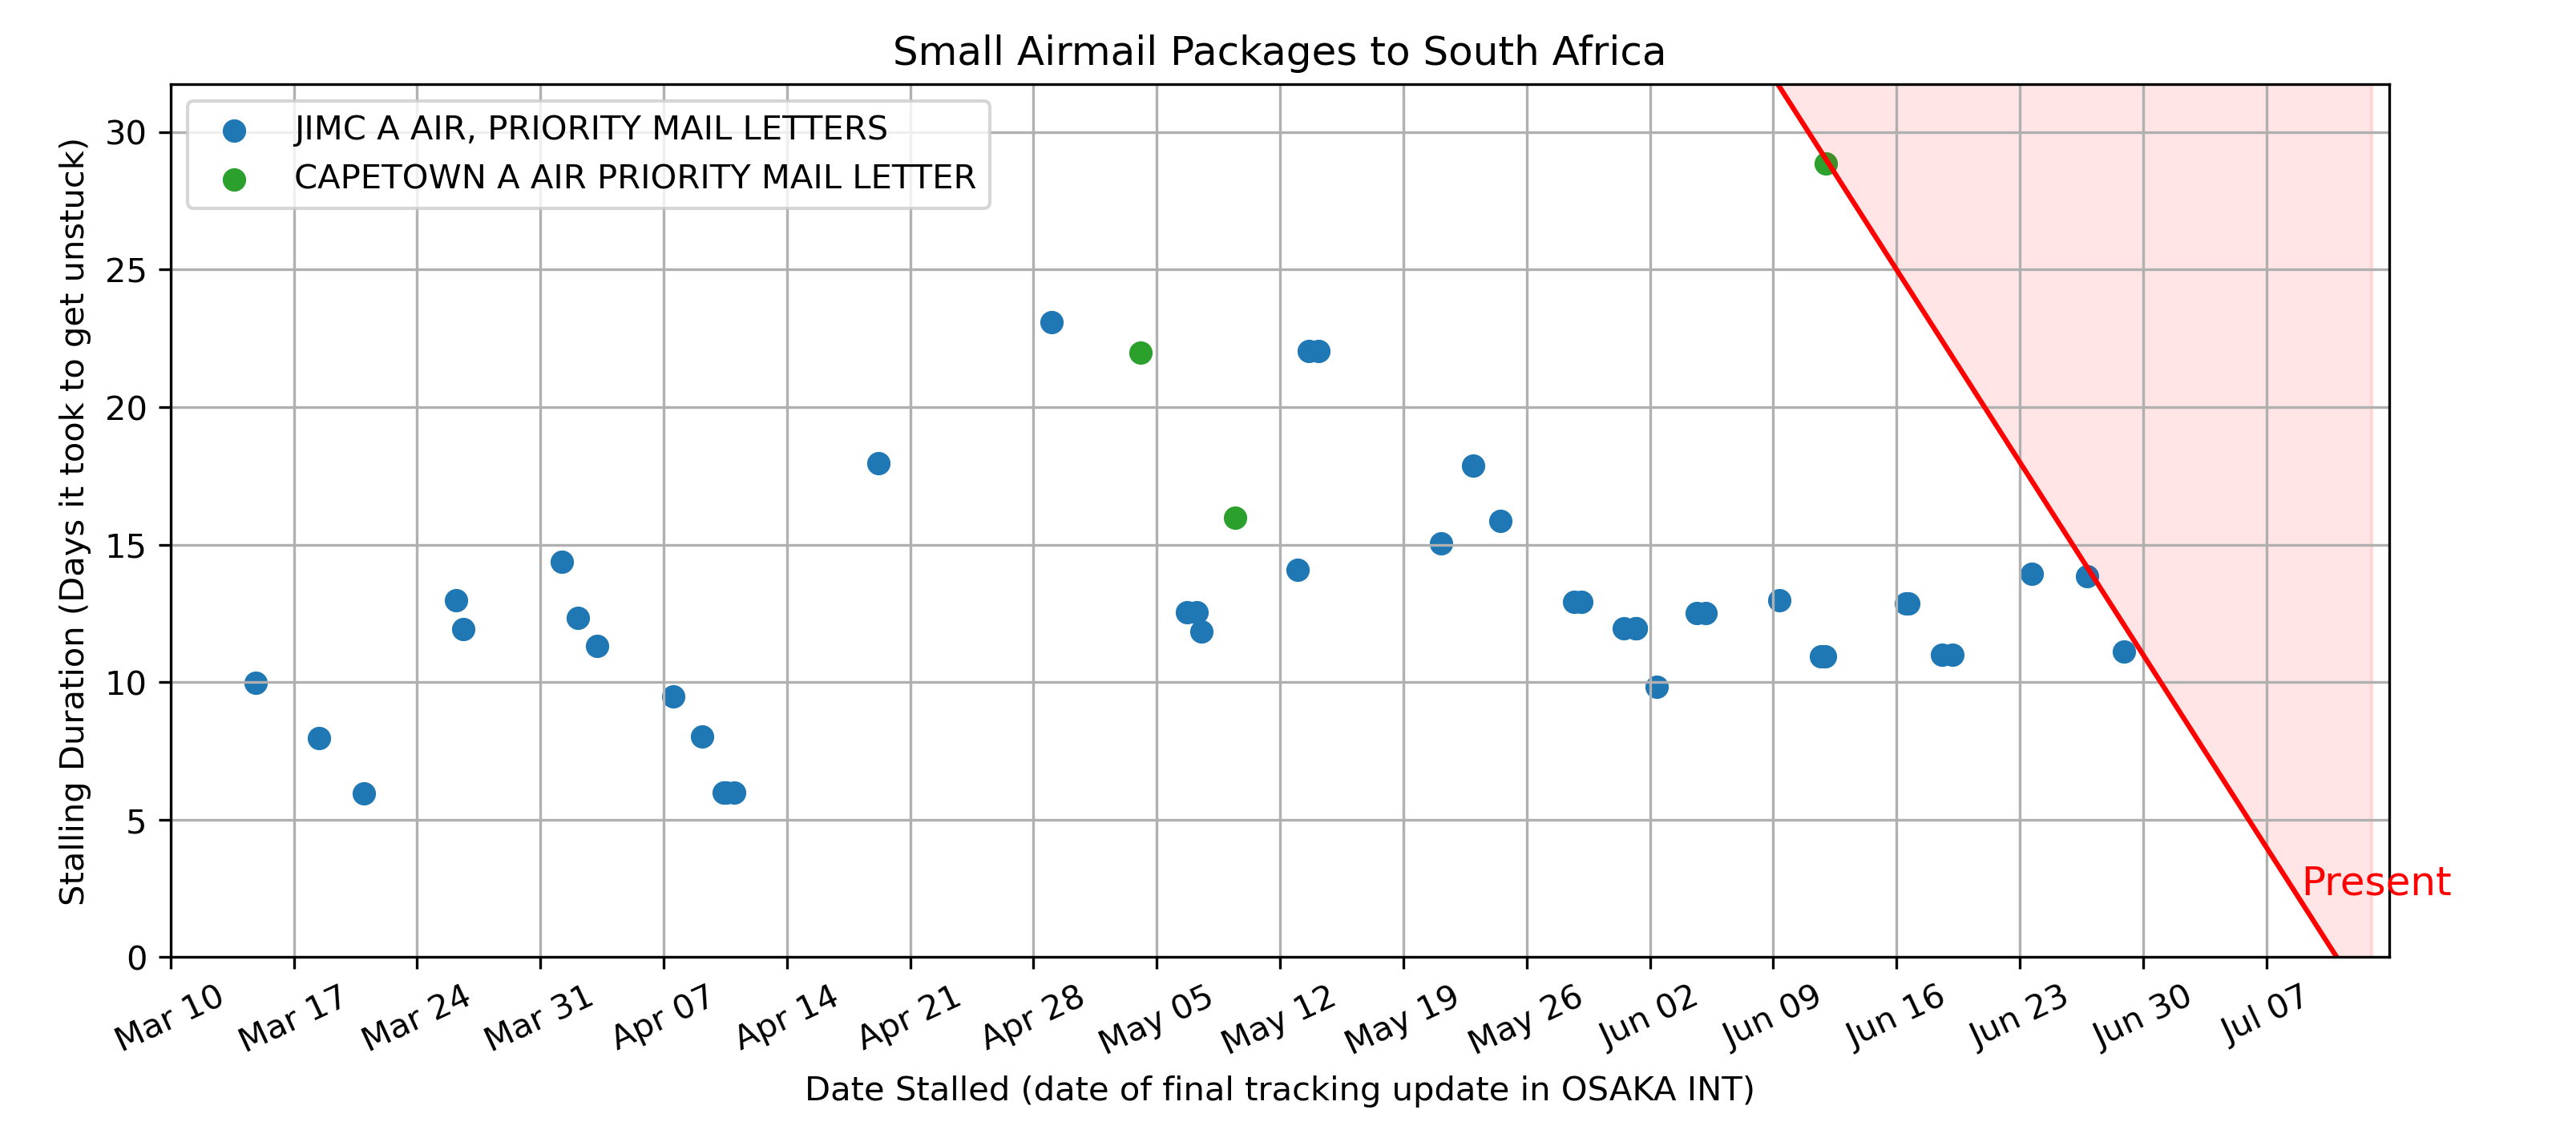 Small Airmail Packages to South Africa
JIMC A AIR, PRIORITY MAIL LETTERS
CAPETOWN A AIR PRIORITY MAIL LETTER
Stalling Duration (Days it took to get unstuck)
30
25
20
15
10
5
0
Present
Mar 10
Mar 17
Mar 24
Mar 31
Apr 07
Apr 14
Apr 21
Apr 28
May 05
May 12
May 19
May 26
Jun 02
Jun 09
Jun 16
Jun 23
Jun 30
Jul 07
Date Stalled (date of final tracking update in OSAKA INT)